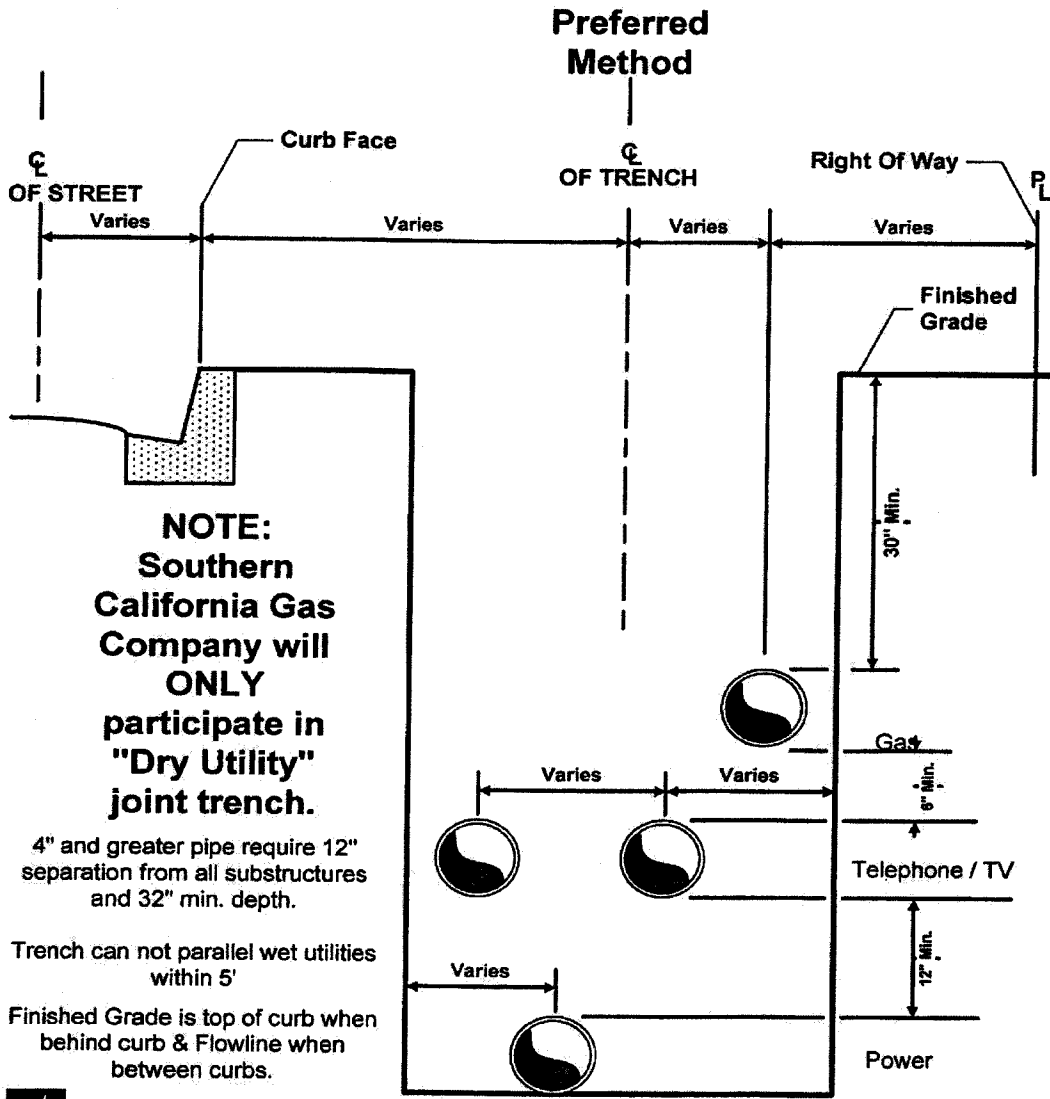 Preferred
Method
Curb Face
℄
OF STREET
℄
OF TRENCH
Right Of Way
PL
Varies
Varies
Varies
Varies
Finished
Grade
30" Min.
NOTE:
Southern
California Gas
Company will
ONLY
participate in
"Dry Utility"
joint trench.
Gas
6" Min.
Varies
Varies
4" and greater pipe require 12"
separation from all substructures
and 32" min. depth.
Telephone / TV
Trench can not parallel wet utilities
within 5'
Varies
12" Min.
Finished Grade is top of curb when
behind curb & Flowline when
between curbs.
Power